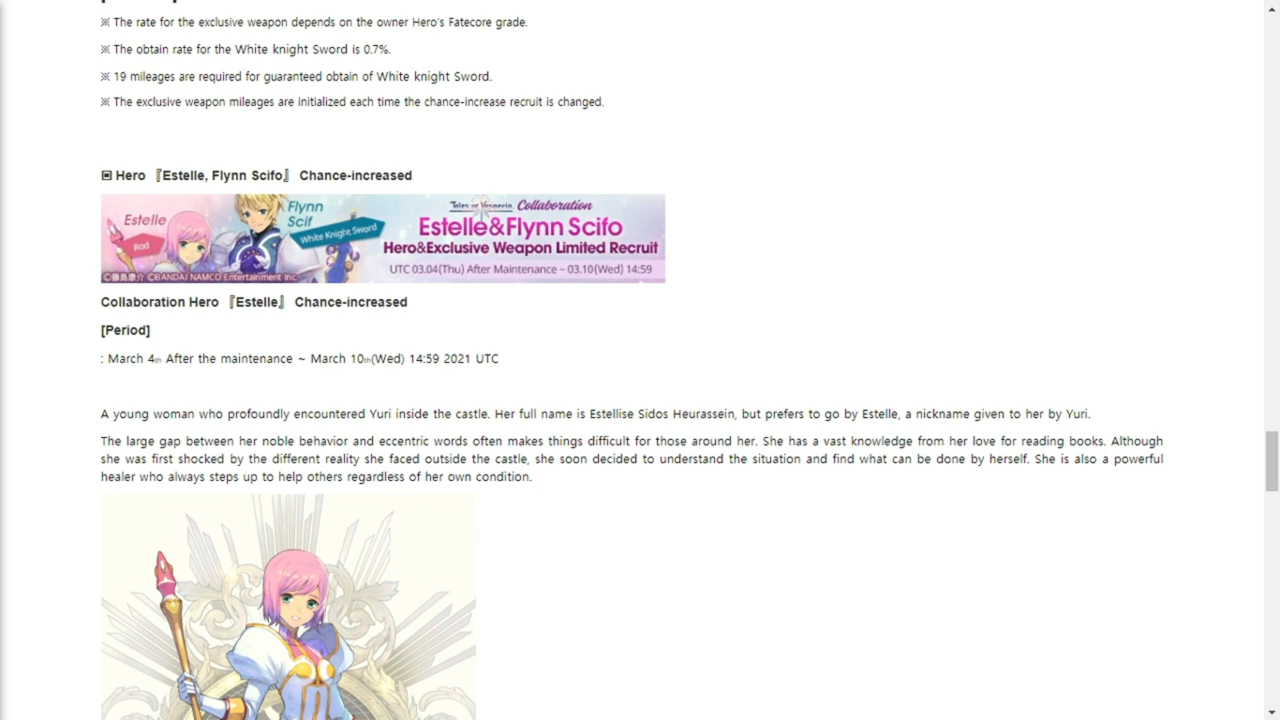 ※ The rate for the exclusive weapon depends on the owner Hero's Fatecore grade.
※ The obtain rate for the White knight Sword is 0.7%.
※ 19 mileages are required for guaranteed obtain of White knight Sword.
※ The exclusive weapon mileages are initialized each time the chance-increase recruit is changed.
▣ Hero 『Estelle, Flynn Scifo』 Chance-increased
Estelle
Rod
Flynn
Scif
White Knight Sword
Tales of Vesperia Collaboration
Estelle&Flynn Scifo
Hero&Exclusive Weapon Limited Recruit
UTC 03.04(Thu) After Maintenance ~ 03.10(Wed) 14:59
©藤島康介 ©BANDAI NAMCO Entertainment Inc.
Collaboration Hero 『Estelle』 Chance-increased
[Period]
: March 4th After the maintenance ~ March 10th(Wed) 14:59 2021 UTC
A young woman who profoundly encountered Yuri inside the castle. Her full name is Estellise Sidos Heurassein, but prefers to go by Estelle, a nickname given to her by Yuri.
The large gap between her noble behavior and eccentric words often makes things difficult for those around her. She has a vast knowledge from her love for reading books. Although
she was first shocked by the different reality she faced outside the castle, she soon decided to understand the situation and find what can be done by herself. She is also a powerful
healer who always steps up to help others regardless of her own condition.